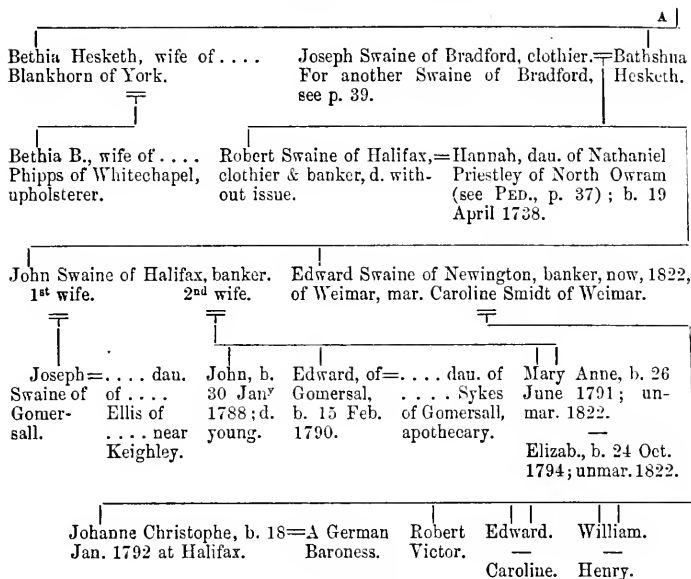 A
Bethia Hesketh, wife of . . . .
Blankhorn of York.
Joseph Swaine of Bradford, clothier.=Bathshua
For another Swaine of Bradford, Hesketh.
see p. 39.
Bethia B., wife of . . . .
Phipps of Whitechapel,
upholsterer.
Robert Swaine of Halifax,=Hannah, dau. of Nathaniel
clothier & banker, d. with- Priestley of North Owram
out issue. (see PED., p. 37) ; b. 19
April 1738.
John Swaine of Halifax, banker.
1st wife. 2nd wife.
Edward Swaine of Newington, banker, now, 1822,
of Weimar, mar. Caroline Smidt of Weimar.
Joseph=. . . . dau.
Swaine of of . . . .
Gomer- Ellis of
sall. . . . . near
Keighley.
John, b.
30 Jany
1788; d.
young.
Edward, of=. . . . dau. of
Gomersal, . . . . Sykes
b. 15 Feb. of Gomersall,
1790. apothecary.
Mary Anne, b. 26
June 1791 ; un-
mar. 1822.
—
Elizab., b. 24 Oct.
1794; unmar. 1822.
Johanne Christophe, b. 18=A German
Jan. 1792 at Halifax. Baroness.
Robert
Victor.
Edward.
—
Caroline.
William.
—
Henry.